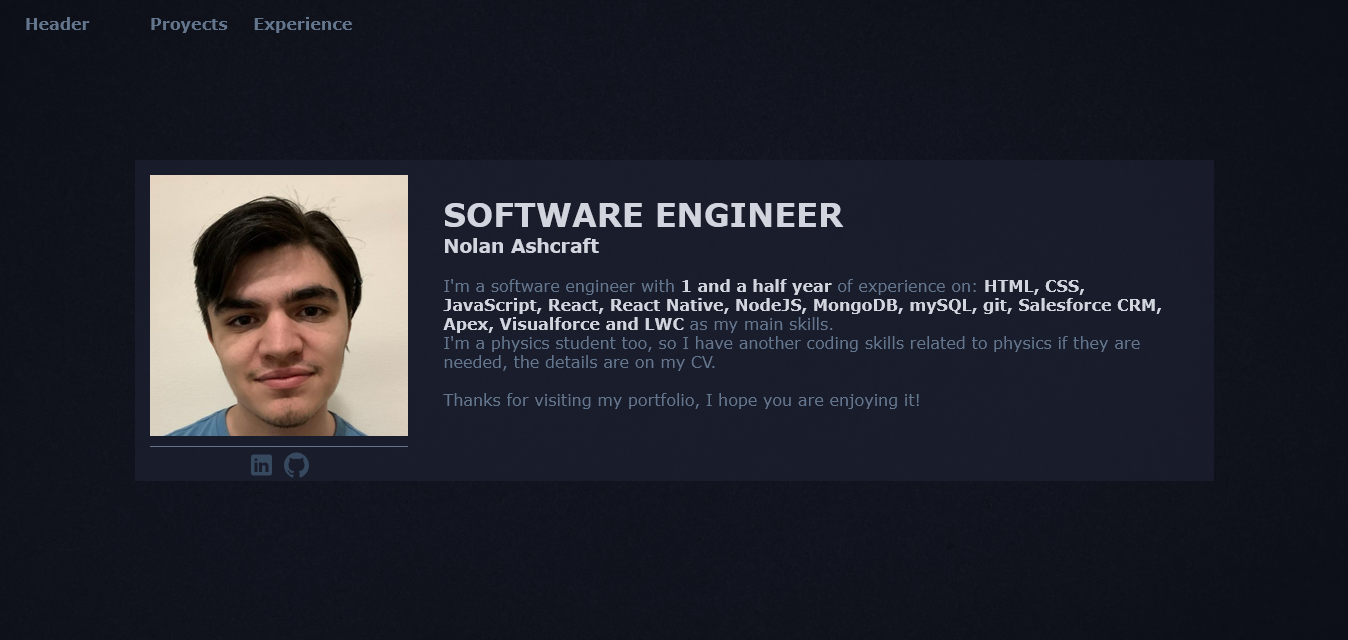 Header Proyects Experience
SOFTWARE ENGINEER
Nolan Ashcraft
I'm a software engineer with 1 and a half year of experience on: HTML, CSS,
JavaScript, React, React Native, NodeJS, MongoDB, mySQL, git, Salesforce CRM,
Apex, Visualforce and LWC as my main skills.
I'm a physics student too, so I have another coding skills related to physics if they are
needed, the details are on my CV.
Thanks for visiting my portfolio, I hope you are enjoying it!
in